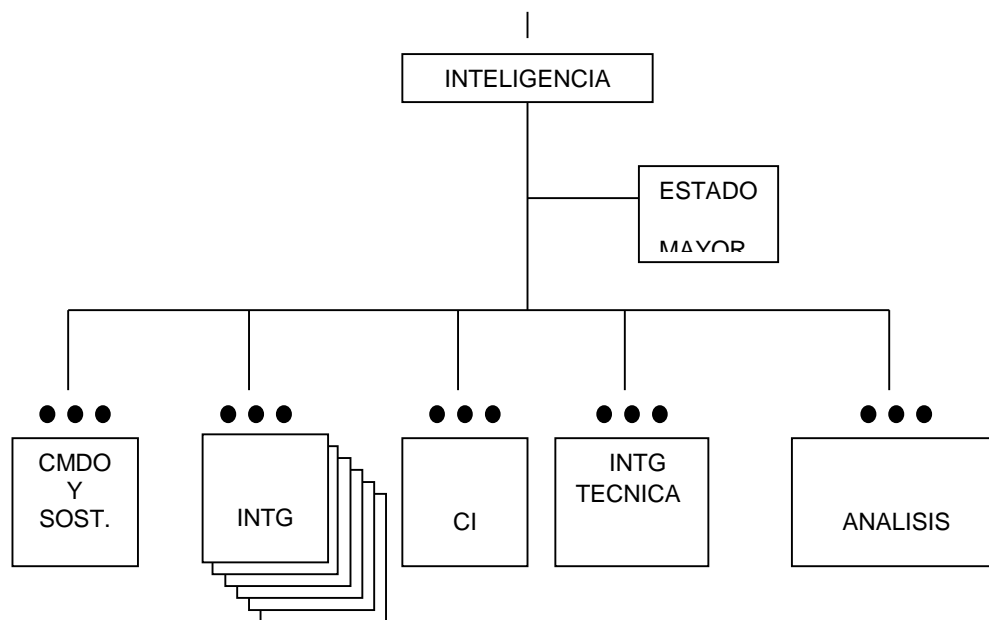 INTELIGENCIA
ESTADO
MAYOR
CMDO
Y
SOST.
INTG
CI
INTG
TECNICA
ANALISIS